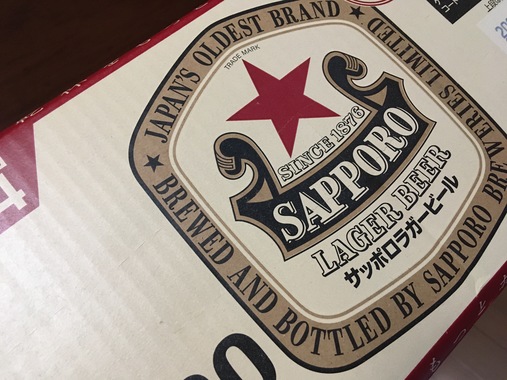 JAPAN'S OLDEST BRAND
TRADE MARK
SINCE 1876
SAPPORO
LAGER BEER
サッポロラガービール
BREWED AND BOTTLED BY SAPPORO BREWERIES LIMITED